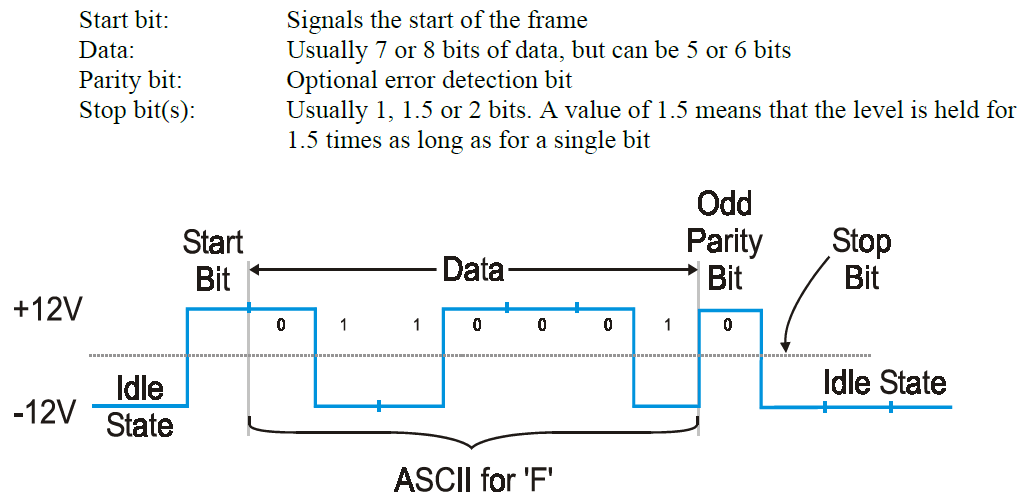 Start bit: Signals the start of the frame
Data: Usually 7 or 8 bits of data, but can be 5 or 6 bits
Parity bit: Optional error detection bit
Stop bit(s): Usually 1, 1.5 or 2 bits. A value of 1.5 means that the level is held for
1.5 times as long as for a single bit
Odd
Parity
Bit
Start
Bit
Data
Stop
Bit
+12V
0 1 1 0 0 0 1 0
Idle
State
-12V
Idle State
ASCII for 'F'